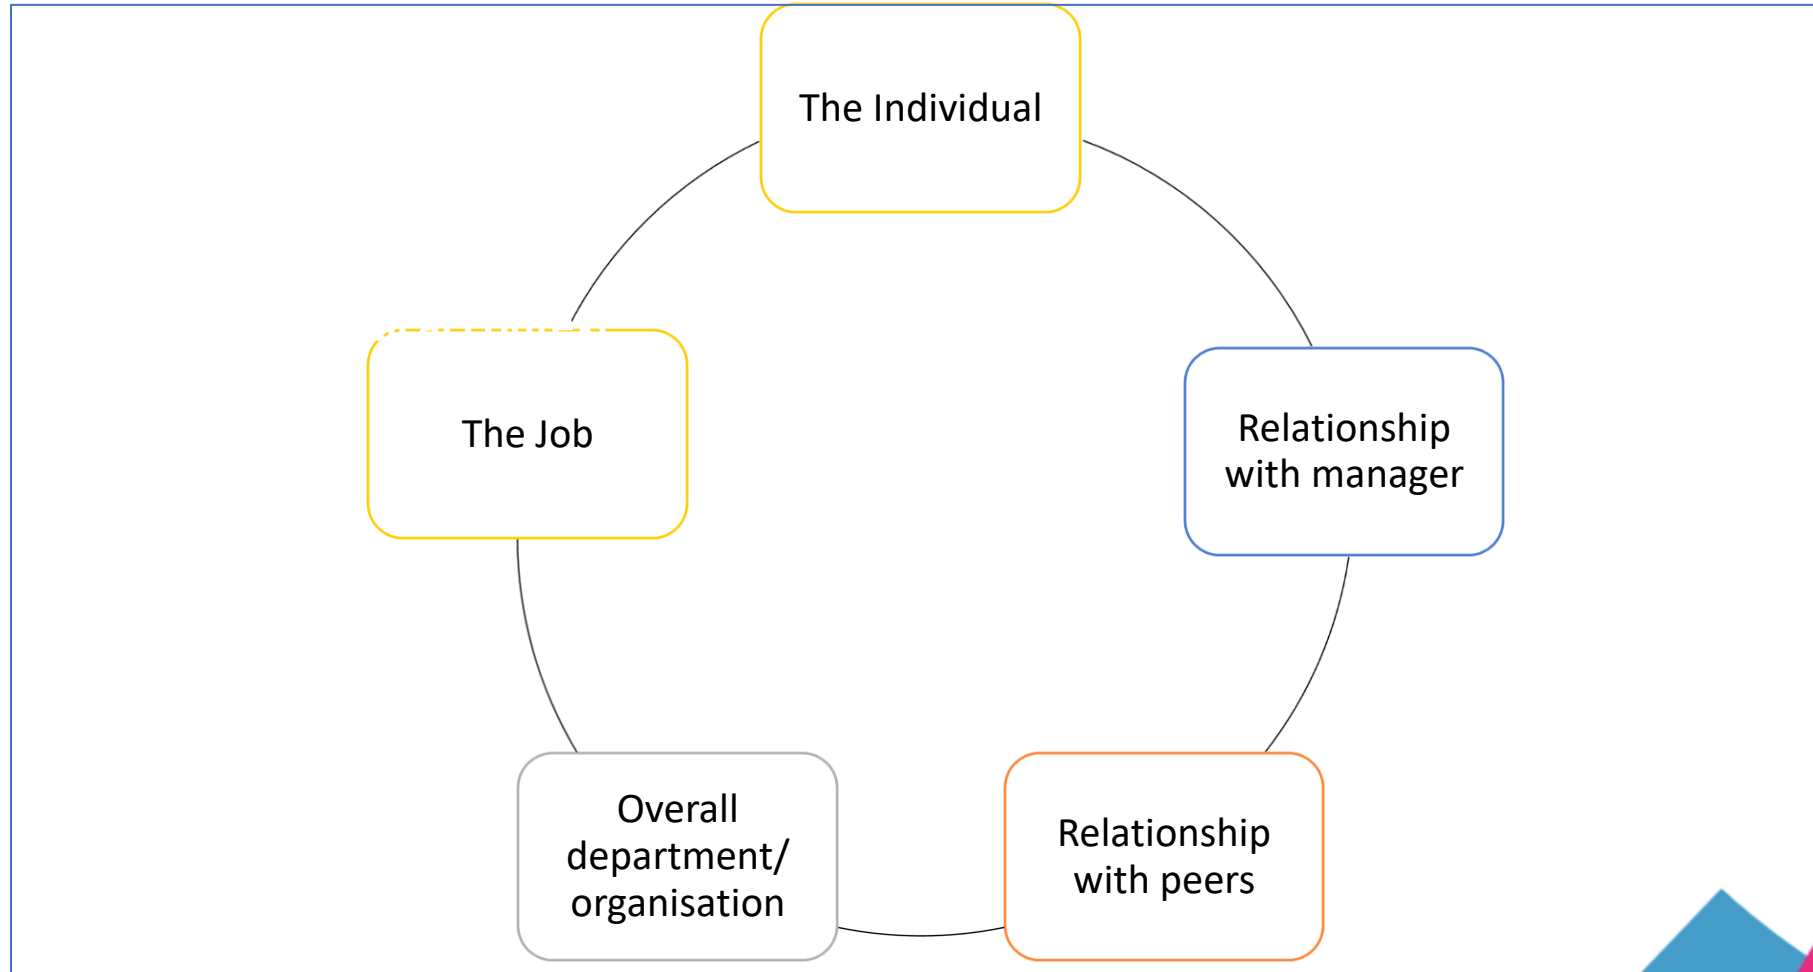 The Individual
Relationship
with manager
Relationship
with peers
Overall
department/
organisation
The Job